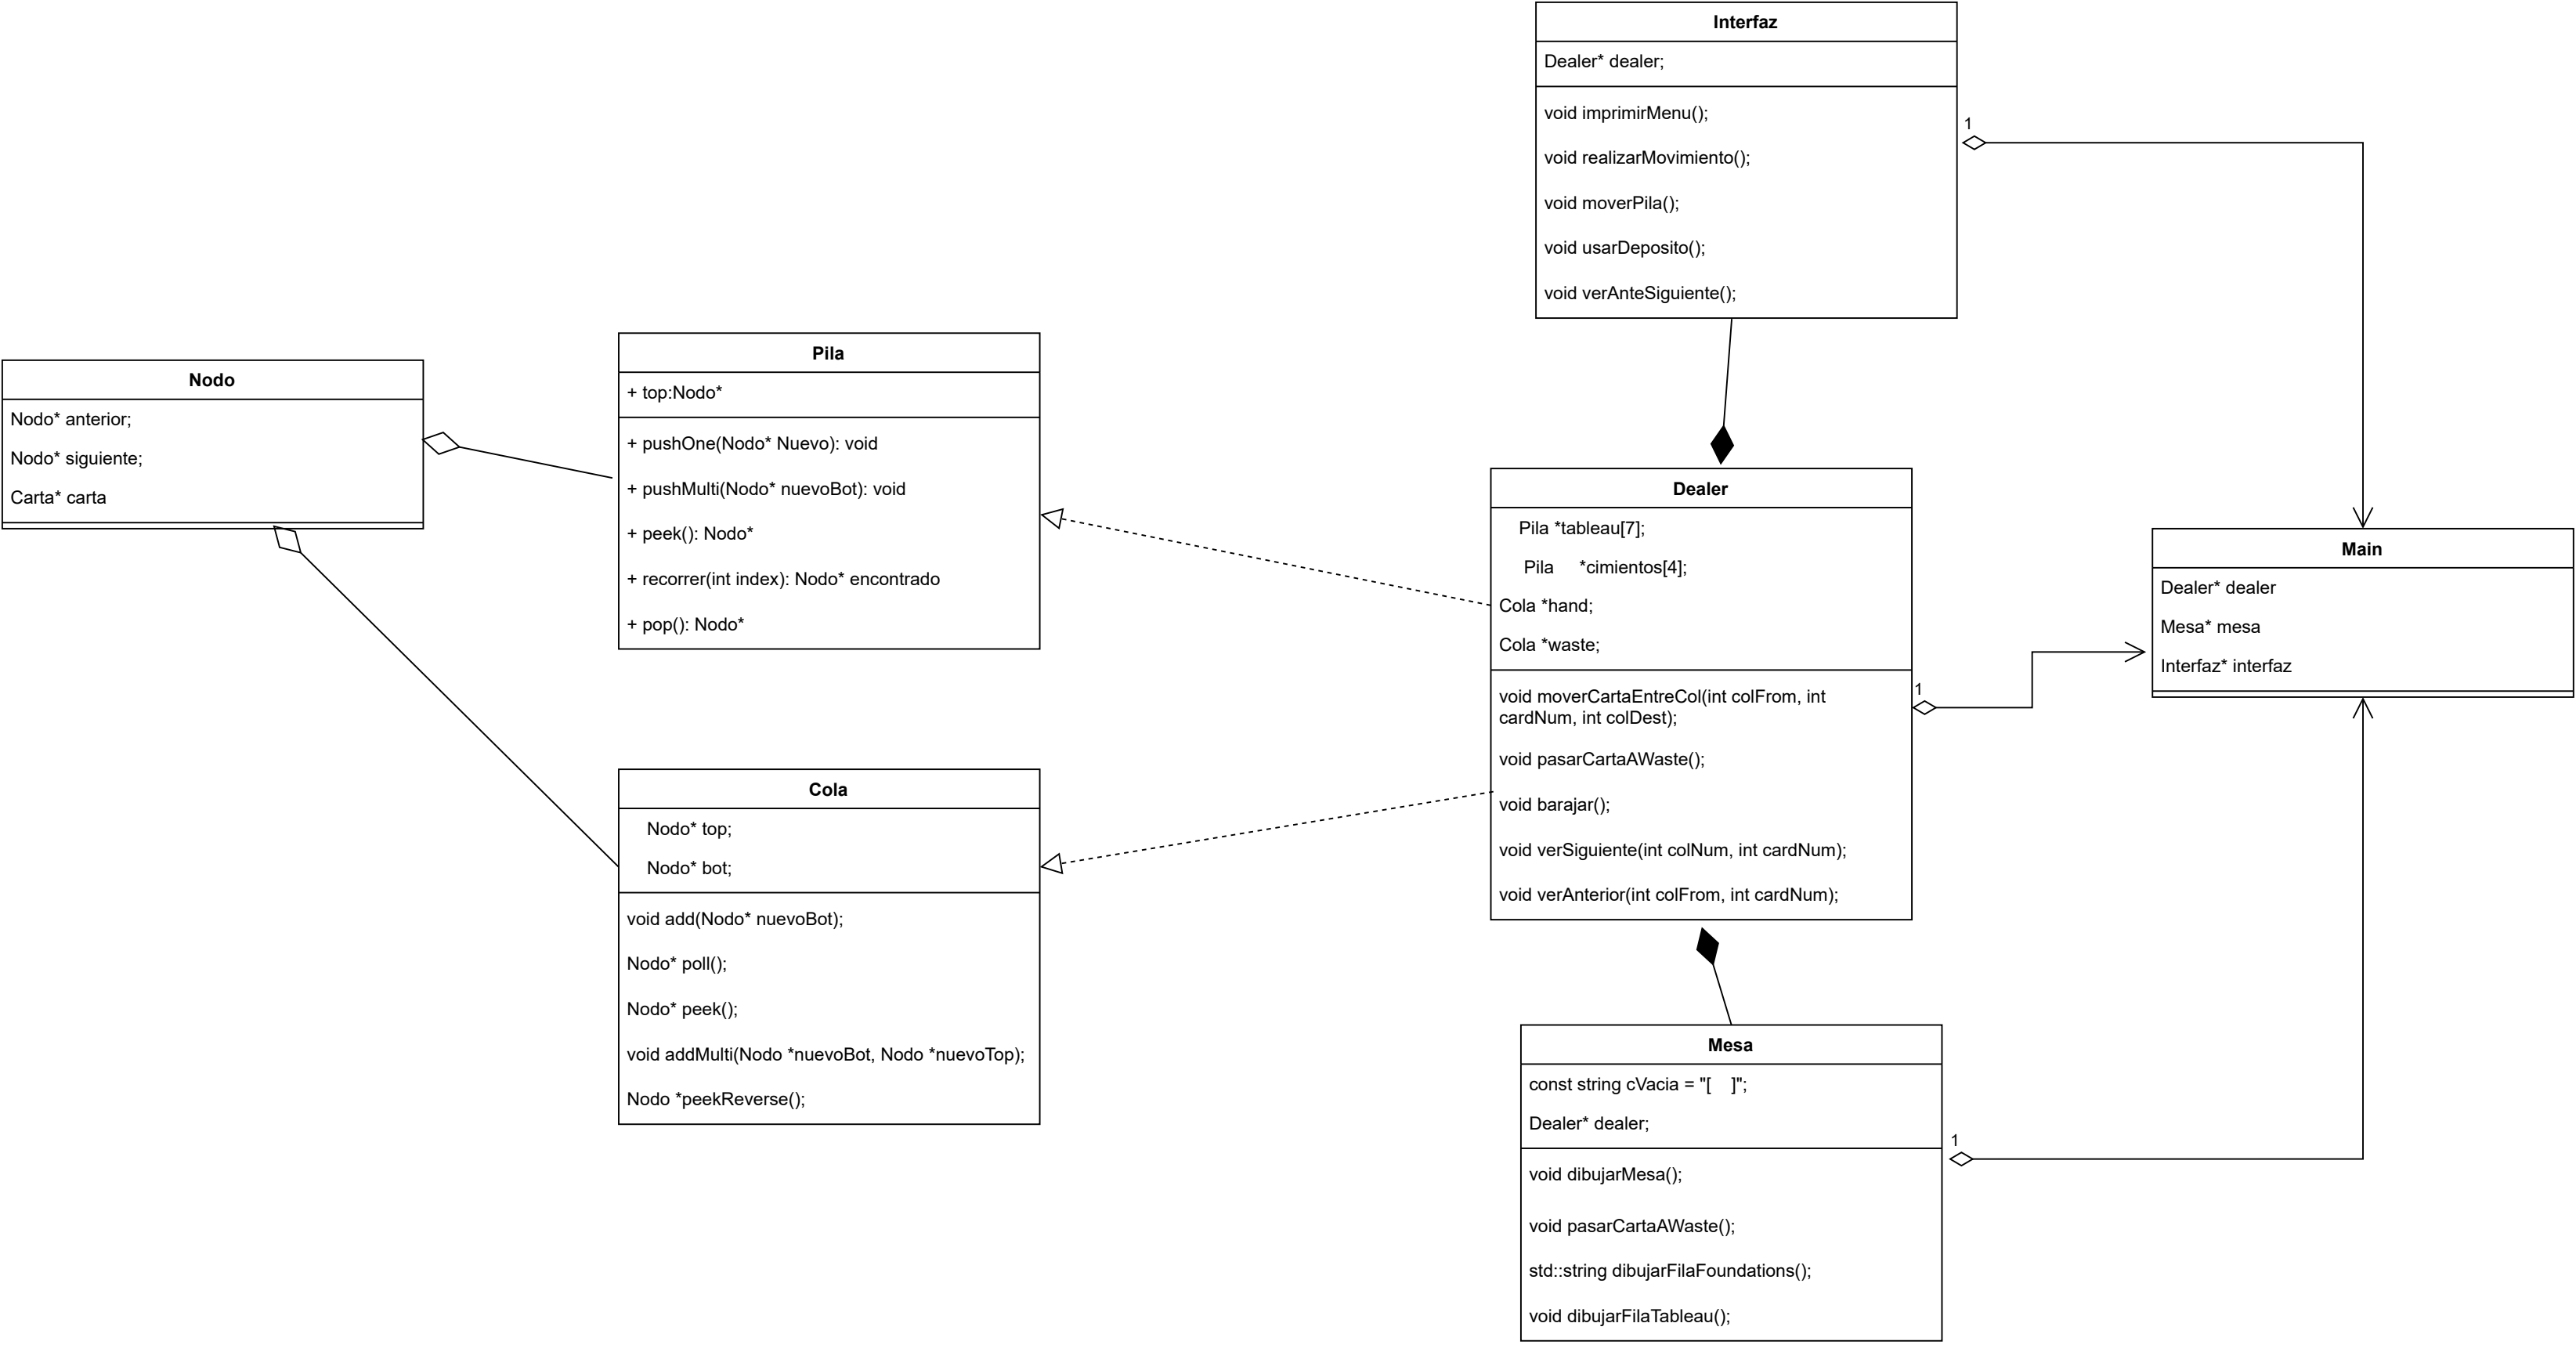 Interfaz
Dealer* dealer;
void imprimirMenu();
void realizarMovimiento();
void moverPila();
void usarDeposito();
void verAnteSiguiente();
1
Nodo
Nodo* anterior;
Nodo* siguiente;
Carta* carta
Pila
+ top:Nodo*
+ pushOne(Nodo* Nuevo): void
+ pushMulti(Nodo* nuevoBot): void
+ peek(): Nodo*
+ recorrer(int index): Nodo* encontrado
+ pop(): Nodo*
Cola
Nodo* top;
Nodo* bot;
void add(Nodo* nuevoBot);
Nodo* poll();
Nodo* peek();
void addMulti(Nodo *nuevoBot, Nodo *nuevoTop);
Nodo *peekReverse();
Dealer
Pila *tableau[7];
Pila     *cimientos[4];
Cola *hand;
Cola *waste;
void moverCartaEntreCol(int colFrom, int
cardNum, int colDest);
void pasarCartaAWaste();
void barajar();
void verSiguiente(int colNum, int cardNum);
void verAnterior(int colFrom, int cardNum);
1
Main
Dealer* dealer
Mesa* mesa
Interfaz* interfaz
Mesa
const string cVacia = "[    ]";
Dealer* dealer;
void dibujarMesa();
void pasarCartaAWaste();
std::string dibujarFilaFoundations();
void dibujarFilaTableau();
1